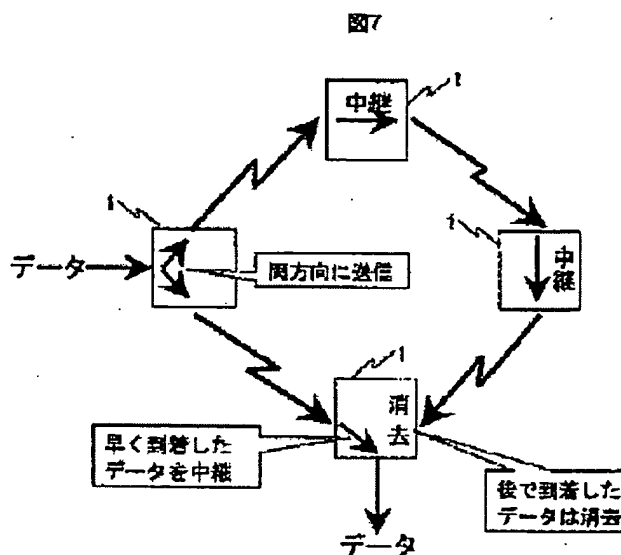 図7
中継
1
1
1
データ
両方向に送信
中継
1
消去
早く到着した
データを中継
後で到着した
データは消去
データ